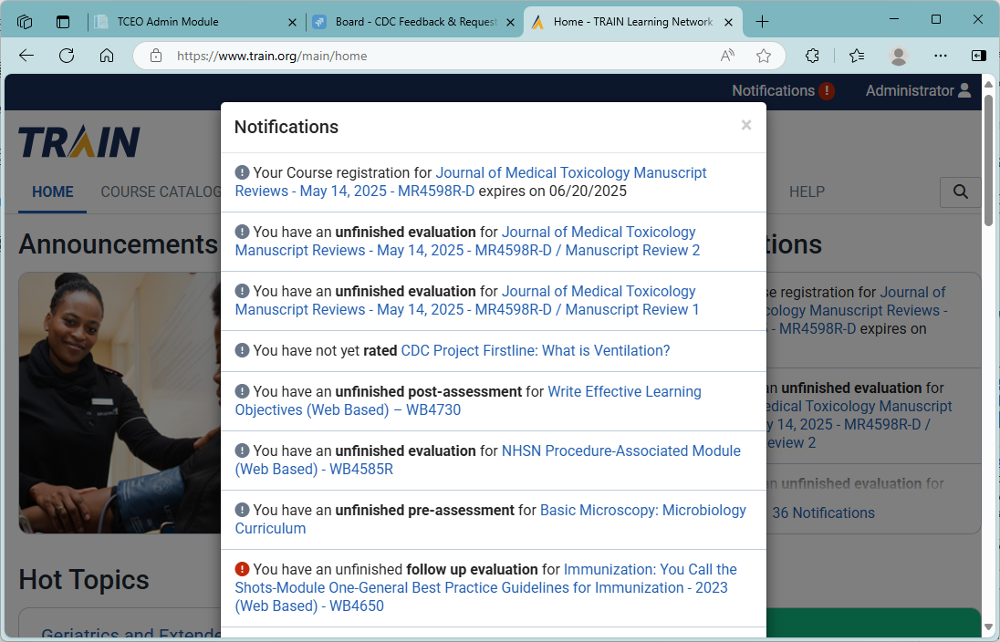 TCEO Admin Module
Board - CDC Feedback & Request
Home - TRAIN Learning Network
https://www.train.org/main/home
Notifications !
Administrator
TRAIN
HOME
COURSE CATALOG
HELP
Announcements
Notifications ×
! Your Course registration for Journal of Medical Toxicology Manuscript
Reviews - May 14, 2025 - MR4598R-D expires on 06/20/2025
! You have an unfinished evaluation for Journal of Medical Toxicology
Manuscript Reviews - May 14, 2025 - MR4598R-D / Manuscript Review 2
! You have an unfinished evaluation for Journal of Medical Toxicology
Manuscript Reviews - May 14, 2025 - MR4598R-D / Manuscript Review 1
! You have not yet rated CDC Project Firstline: What is Ventilation?
! You have an unfinished post-assessment for Write Effective Learning
Objectives (Web Based) – WB4730
! You have an unfinished evaluation for NHSN Procedure-Associated Module
(Web Based) - WB4585R
! You have an unfinished pre-assessment for Basic Microscopy: Microbiology
Curriculum
! You have an unfinished follow up evaluation for Immunization: You Call the
Shots-Module One-General Best Practice Guidelines for Immunization - 2023
(Web Based) - WB4650
tions
se registration for Journal of
cology Manuscript Reviews -
- MR4598R-D expires on
an unfinished evaluation for
edical Toxicology Manuscript
y 14, 2025 - MR4598R-D /
eview 2
an unfinished evaluation for
36 Notifications
Hot Topics
Geriatrics and Extende